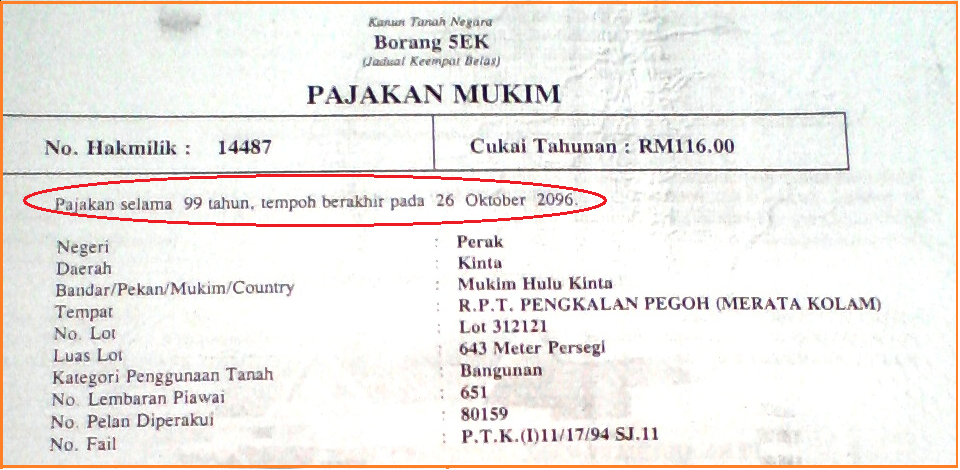 Kanun Tanah Negara
Borang 5EK
(Jadual Keempat Belas)
PAJAKAN MUKIM
No. Hakmilik : 14487 Cukai Tahunan : RM116.00
Pajakan selama 99 tahun, tempoh berakhir pada 26 Oktober 2096.
Negeri : Perak
Daerah : Kinta
Bandar/Pekan/Mukim/Country : Mukim Hulu Kinta
Tempat : R.P.T. PENGKALAN PEGOH (MERATA KOLAM)
No. Lot : Lot 312121
Luas Lot : 643 Meter Persegi
Kategori Penggunaan Tanah : Bangunan
No. Lembaran Piawai : 651
No. Pelan Diperakui : 80159
No. Fail : P.T.K.(I)11/17/94 SJ.11